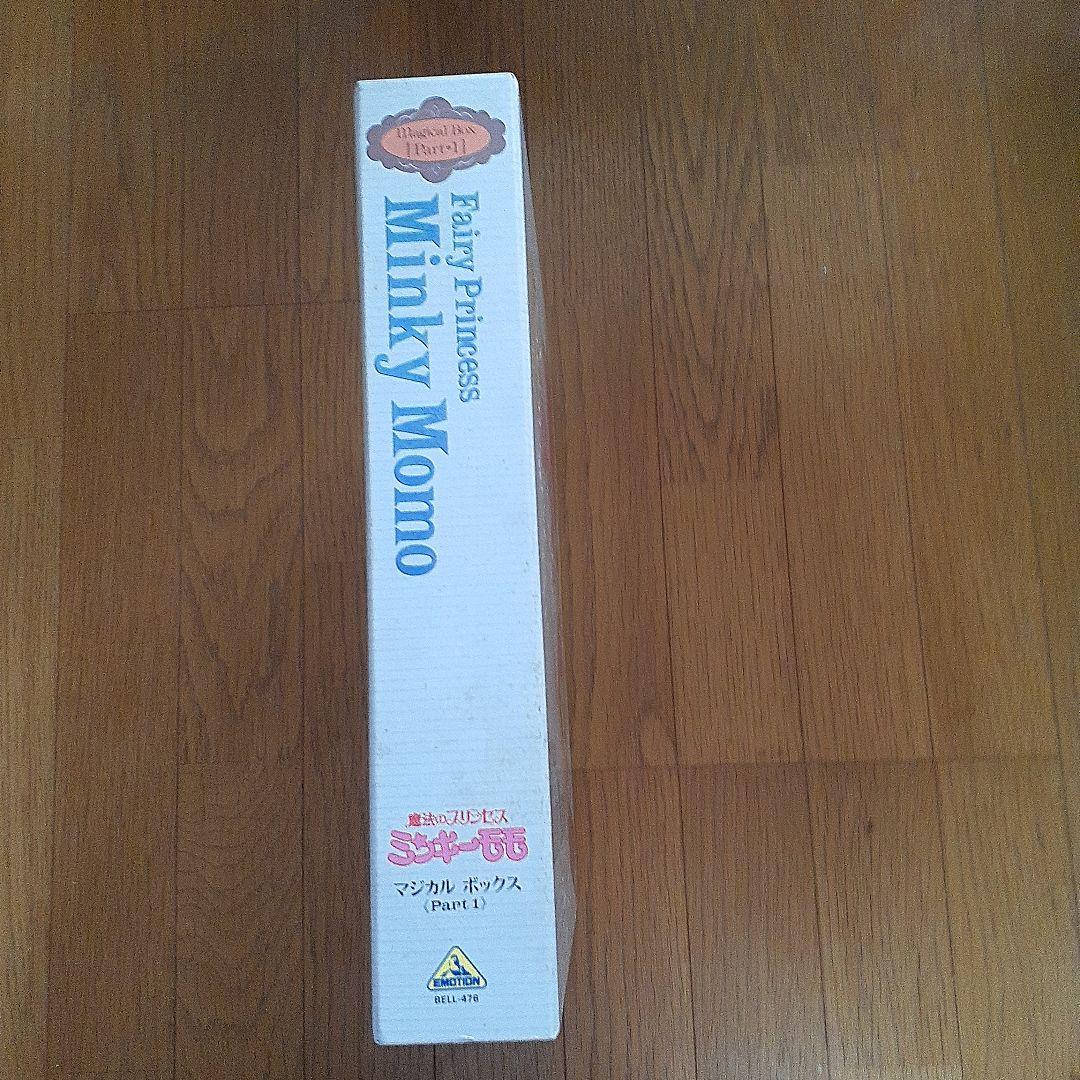 Magical Box
[Part•1]
Fairy Princess
Minky Momo
魔法のプリンセス
ミンキーモモ
マジカル ボックス
《Part 1》
EMOTION
BELL-476